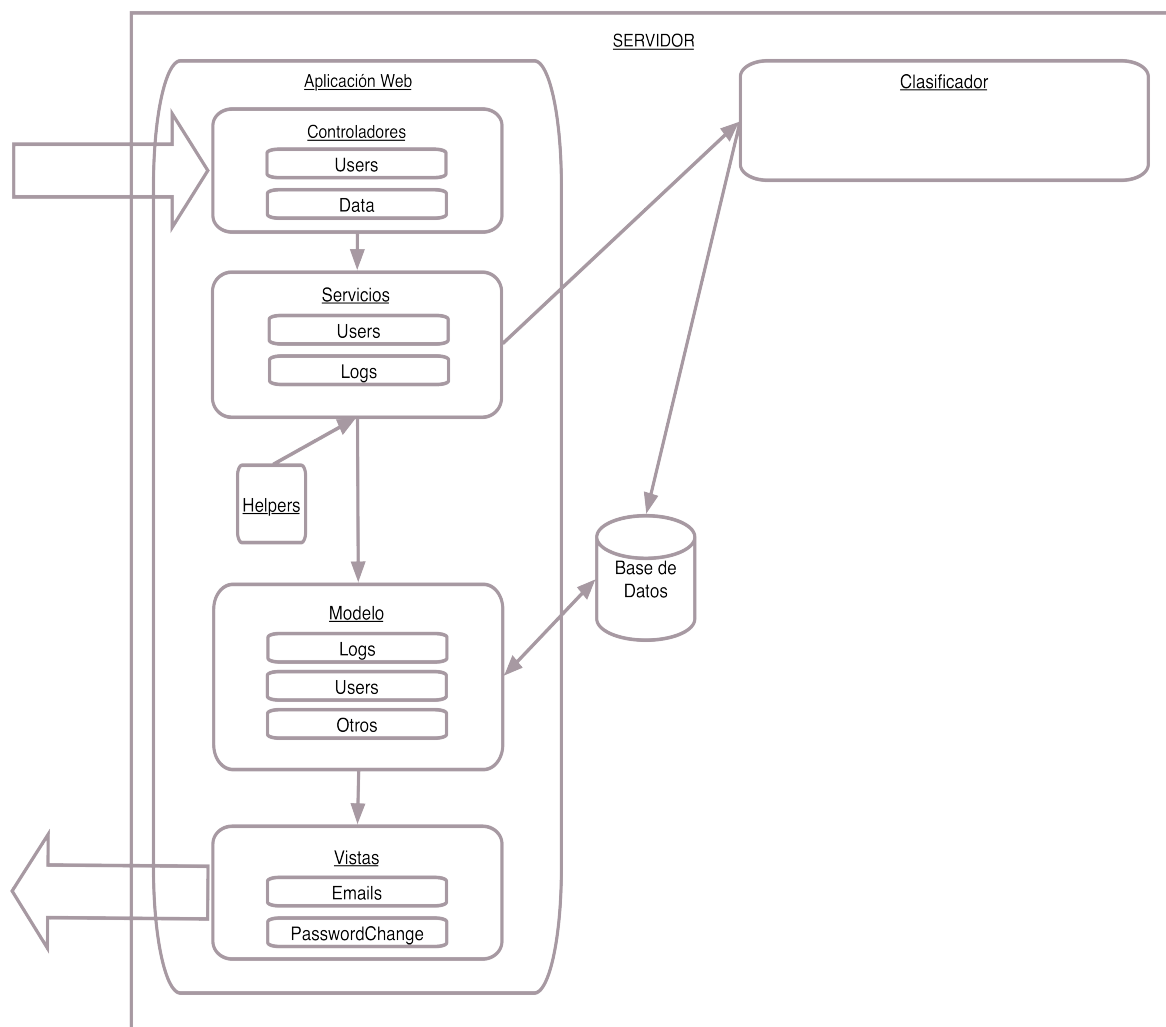 SERVIDOR
Aplicación Web
Clasificador
Controladores
Users
Data
Servicios
Users
Logs
Helpers
Base de
Datos
Modelo
Logs
Users
Otros
Vistas
Emails
PasswordChange